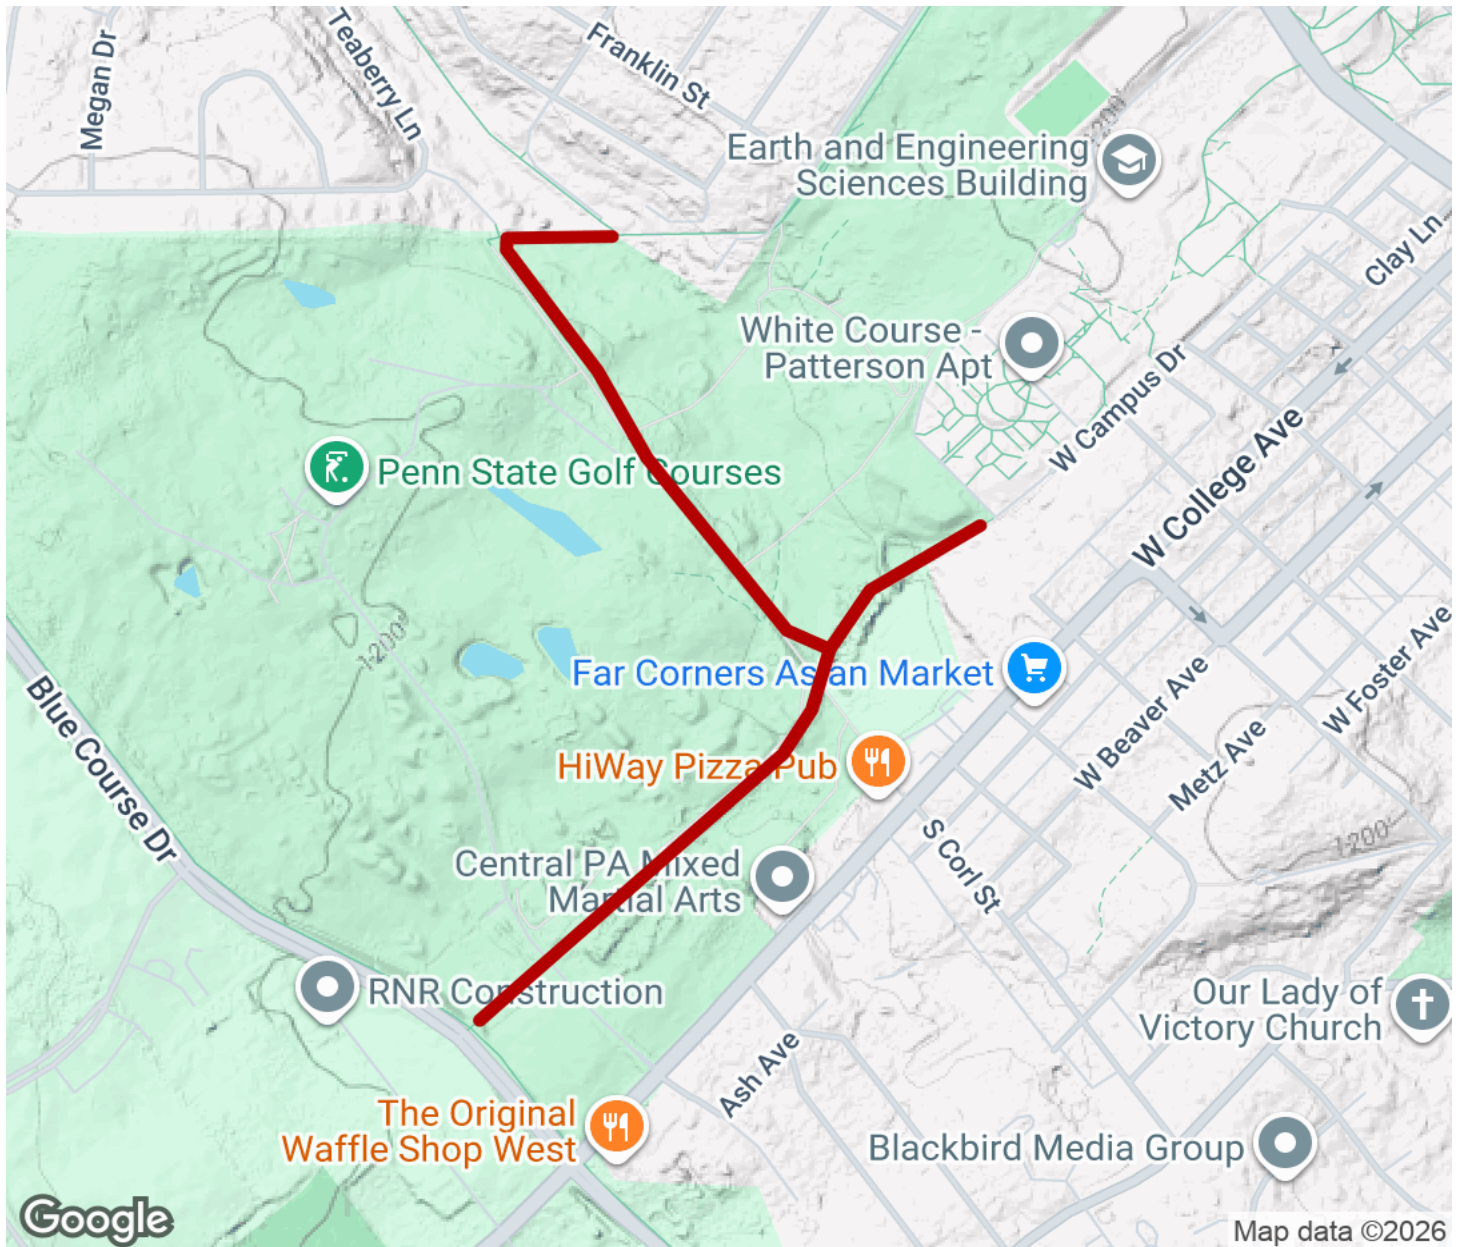 Megan Dr
Teaberry Ln
Franklin St
Earth and Engineering
Sciences Building
1200'
Clay Ln
White Course -
Patterson Apt
W Campus Dr
W College Ave
Penn State Golf Courses
1200'
Far Corners Asian Market
W Beaver Ave
W Foster Ave
Metz Ave
Blue Course Dr
HiWay Pizza Pub
S Corl St
1200'
Central PA Mixed
Martial Arts
RNR Construction
Our Lady of
Victory Church
Ash Ave
The Original
Waffle Shop West
Blackbird Media Group
Google
Map data ©2026